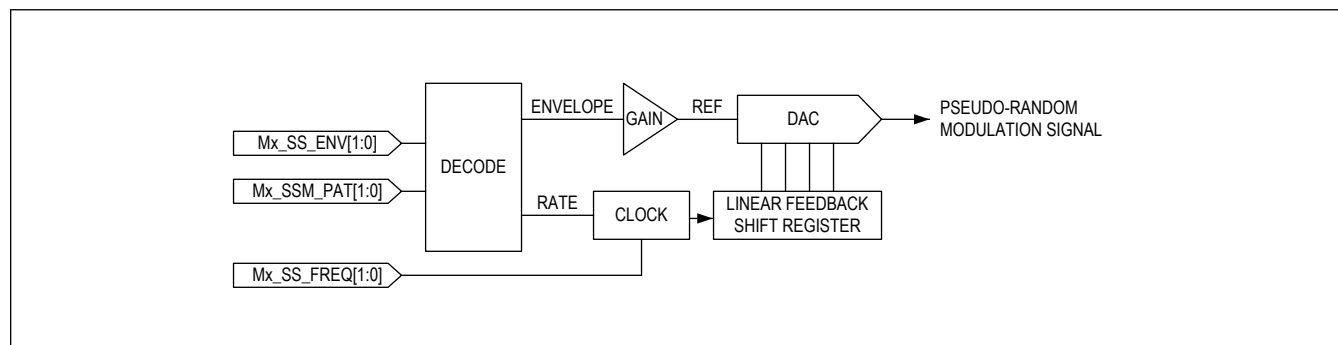 ENVELOPE
GAIN
REF
DAC
PSEUDO-RANDOM
MODULATION SIGNAL
Mx_SS_ENV[1:0]
DECODE
Mx_SSM_PAT[1:0]
RATE
CLOCK
LINEAR FEEDBACK
SHIFT REGISTER
Mx_SS_FREQ[1:0]